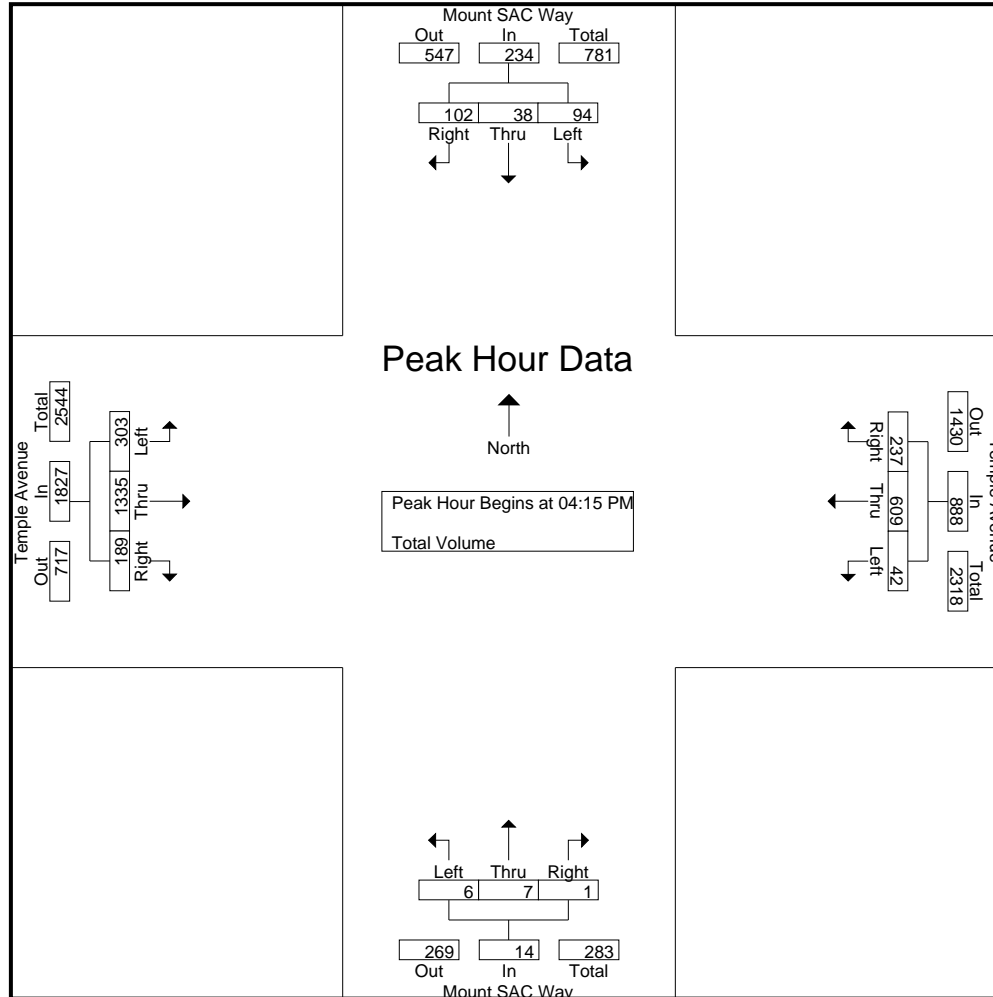 Mount SAC Way
Out In Total
547 234 781
102 38 94
Right Thru Left
Peak Hour Data
North
Peak Hour Begins at 04:15 PM
Total Volume
Temple Avenue
Total In Out
2544 1827 717
303 1335 189
Left Thru Right
Right Thru Left
237 609 42
1430 888 2318
Out In Total
Left Thru Right
6 7 1
269 14 283
Out In Total
Mount SAC Way